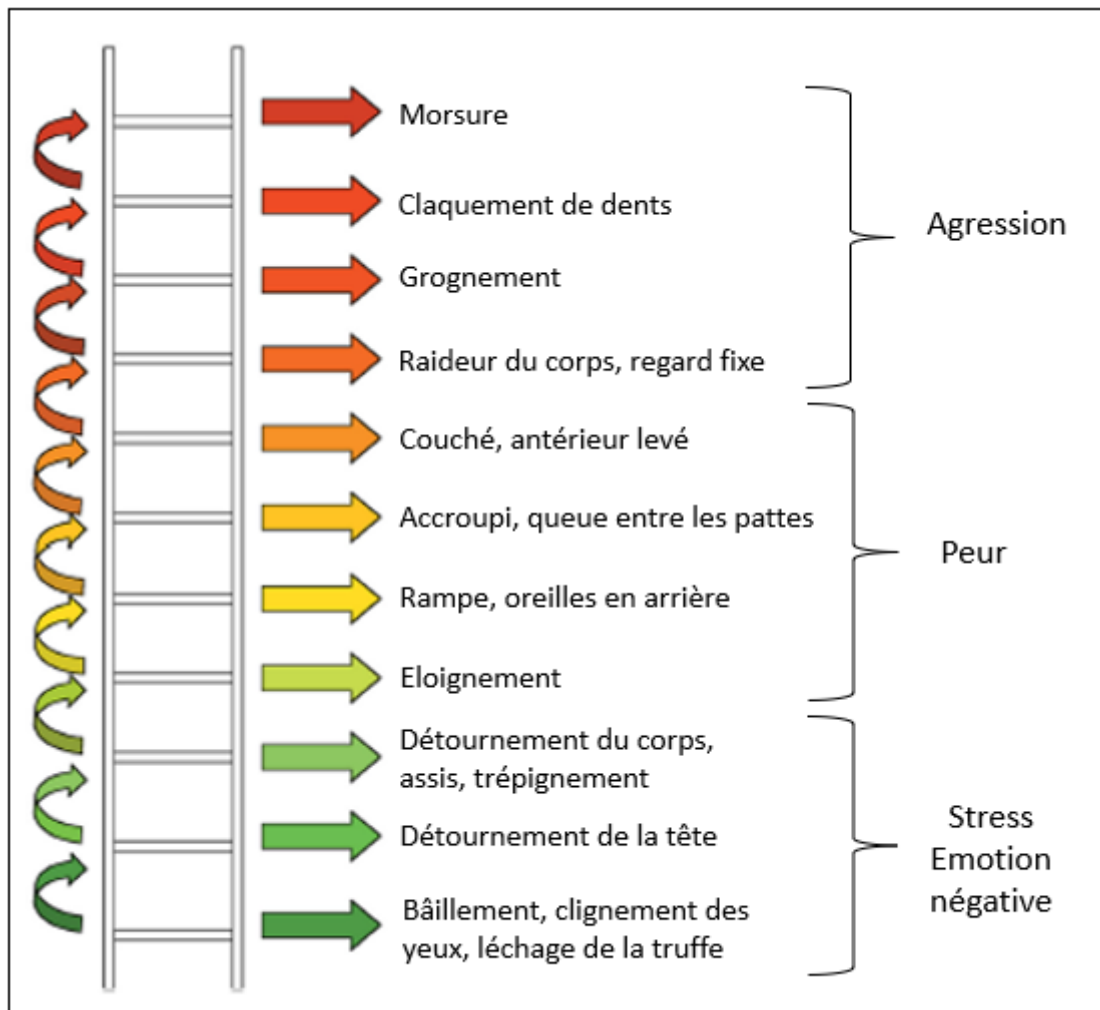 Morsure
Claquement de dents
Grognement
Raideur du corps, regard fixe
Agression
Couché, antérieur levé
Accroupi, queue entre les pattes
Rampe, oreilles en arrière
Eloignement
Peur
Détournement du corps,
assis, trépignement
Détournement de la tête
Bâillement, clignement des
yeux, léchage de la truffe
Stress
Emotion
négative